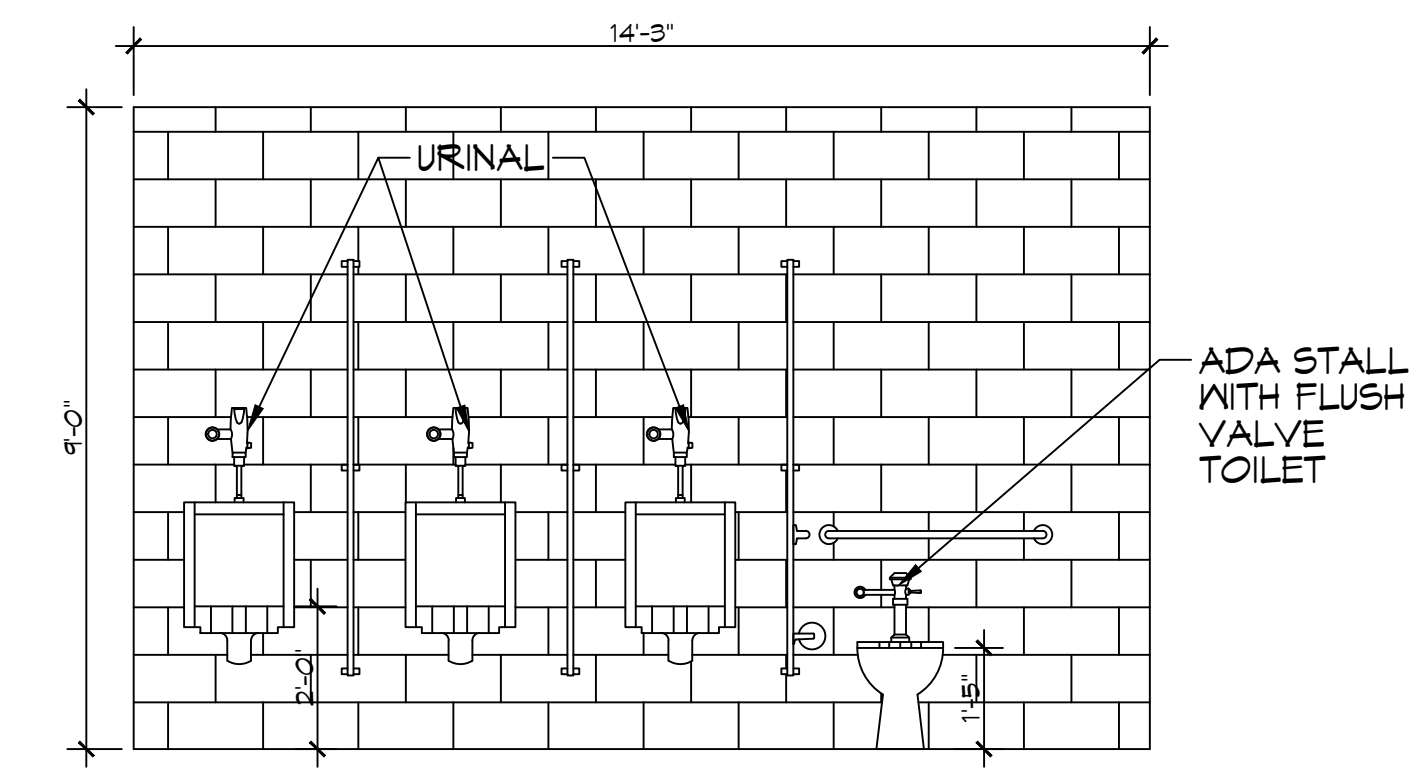 14'-3"
URINAL
9'-0"
ADA STALL
WITH FLUSH
VALVE
TOILET
2'-0"
1'-5"